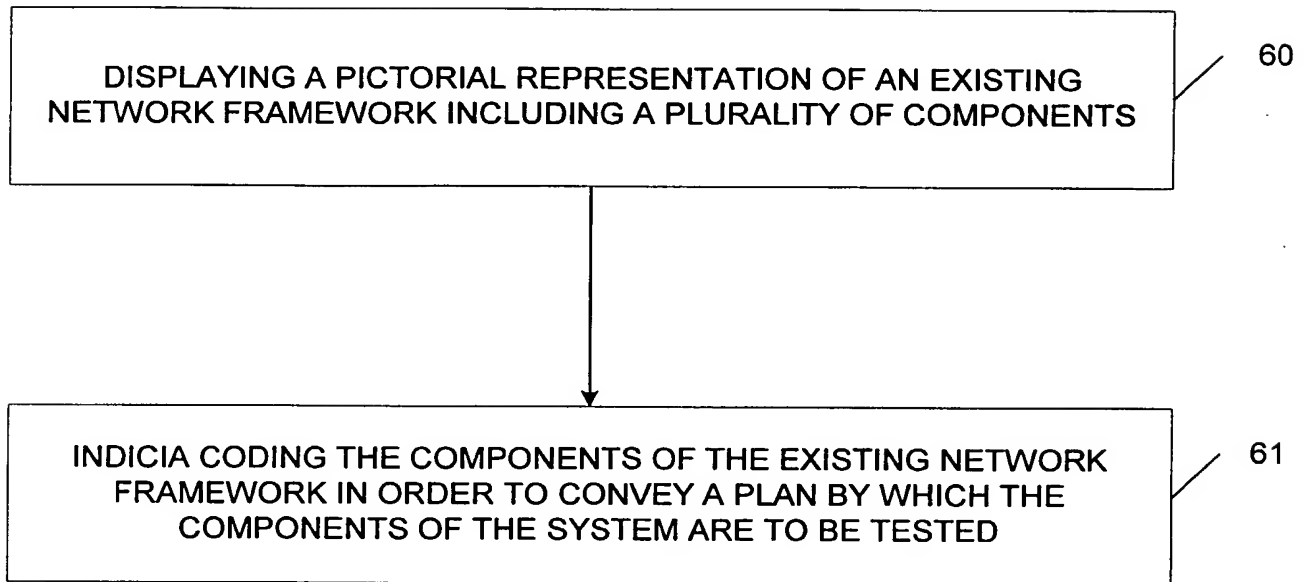 DISPLAYING A PICTORIAL REPRESENTATION OF AN EXISTING
NETWORK FRAMEWORK INCLUDING A PLURALITY OF COMPONENTS
60
INDICIA CODING THE COMPONENTS OF THE EXISTING NETWORK
FRAMEWORK IN ORDER TO CONVEY A PLAN BY WHICH THE
COMPONENTS OF THE SYSTEM ARE TO BE TESTED
61